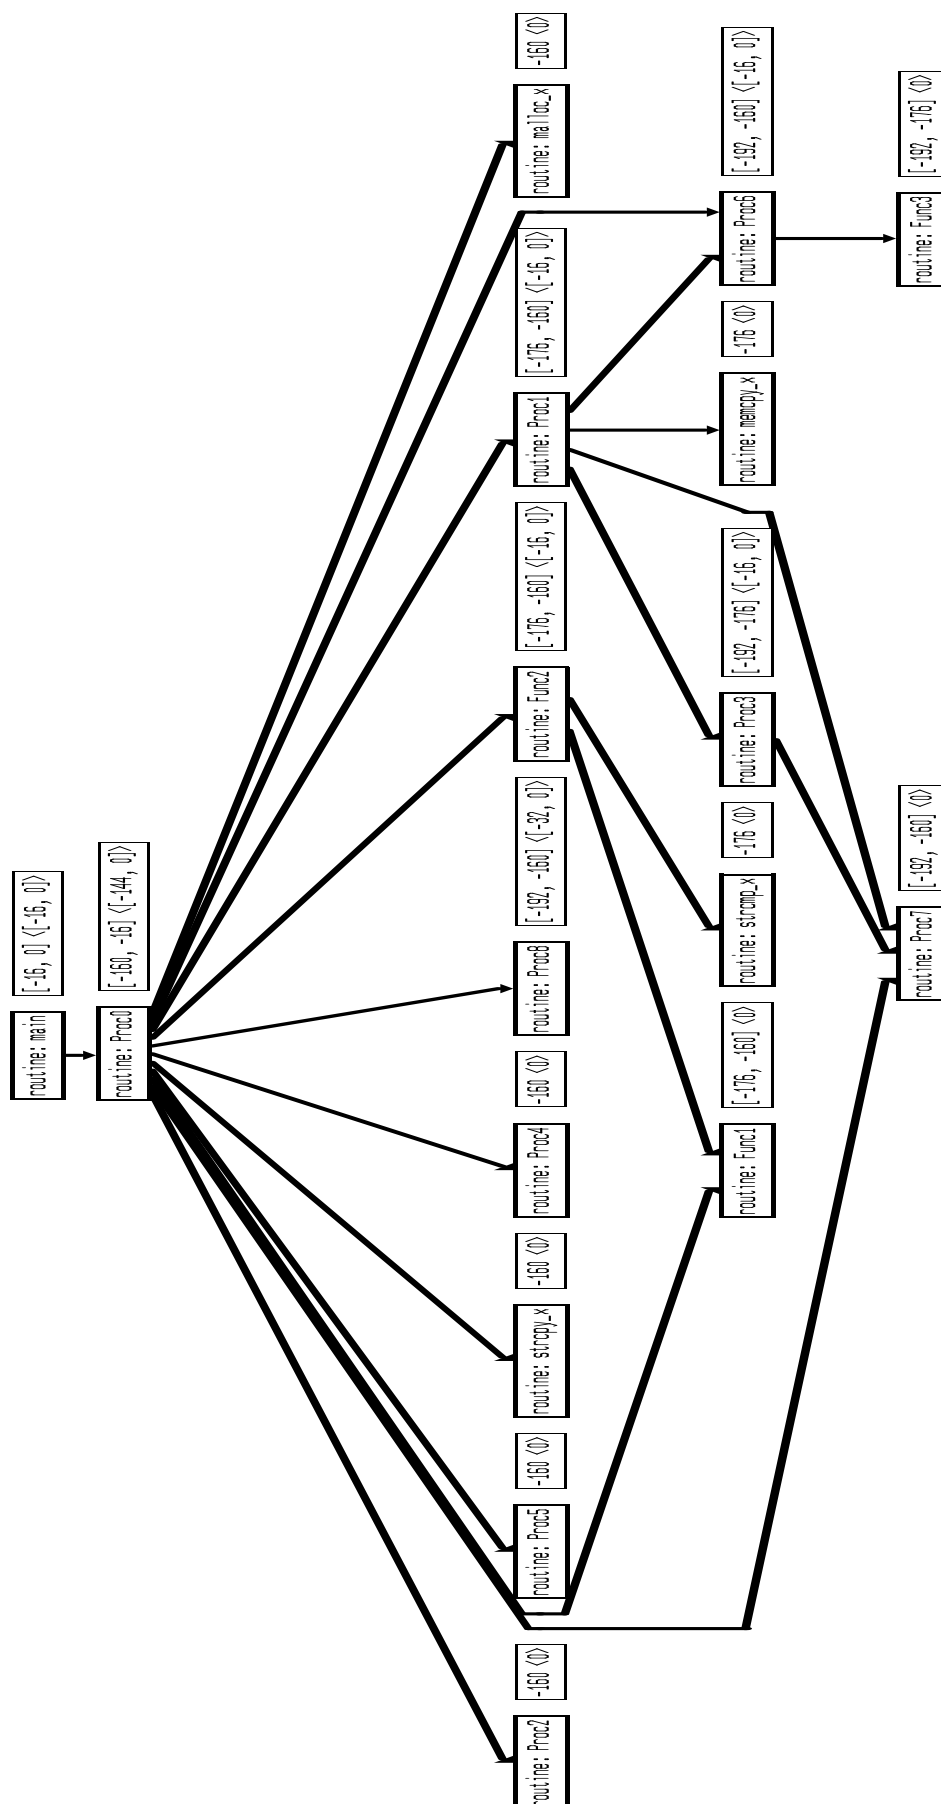 routine: main
[-16, 0] <[-16, 0]>
routine: Proc0
[-160, -16] <[-144, 0]>
routine: Proc2
-160 <0>
routine: Proc5
-160 <0>
routine: strcpy_x
-160 <0>
routine: Proc4
-160 <0>
routine: Proc8
[-192, -160] <[-32, 0]>
routine: Func2
[-176, -160] <[-16, 0]>
routine: Proc1
[-176, -160] <[-16, 0]>
routine: malloc_x
-160 <0>
routine: Func1
[-176, -160] <0>
routine: strcmp_x
-176 <0>
routine: Proc3
[-192, -176] <[-16, 0]>
routine: memcpy_x
-176 <0>
routine: Proc6
[-192, -160] <[-16, 0]>
routine: Proc7
[-192, -160] <0>
routine: Func3
[-192, -176] <0>